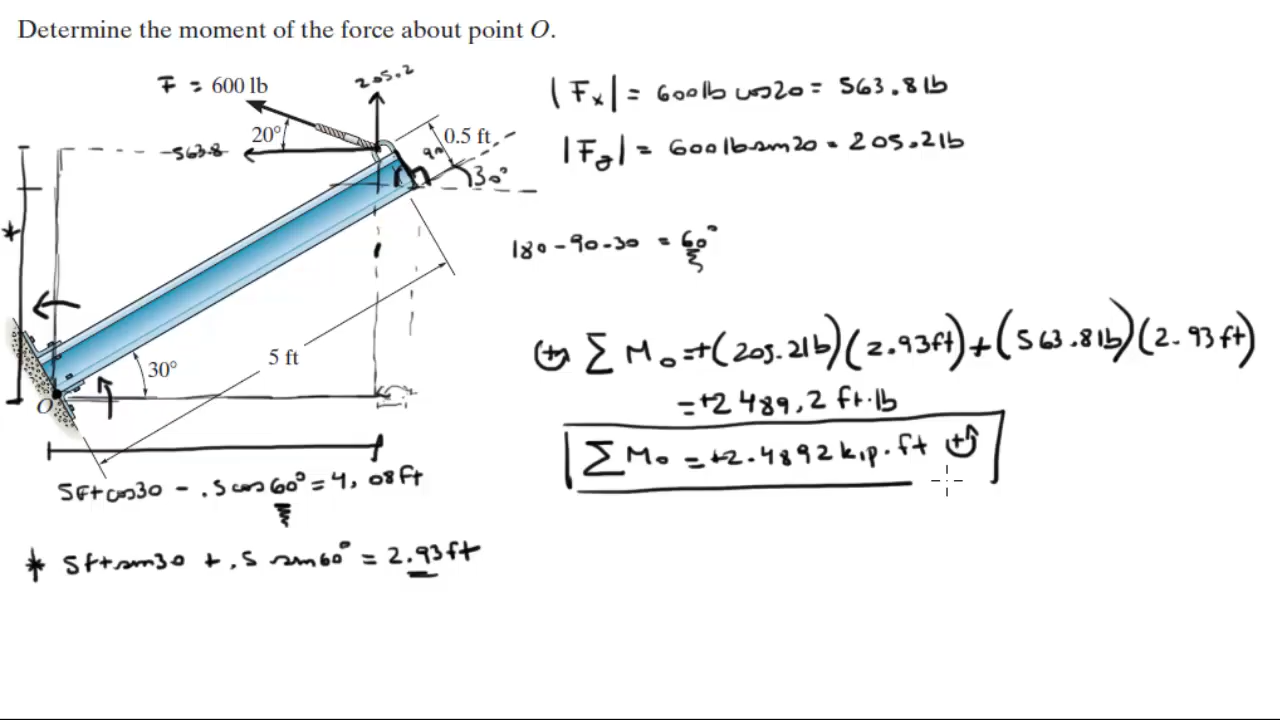 Determine the moment of the force about point O.
F = 600 lb
205.2
20°
563.8
0.5 ft
90
30°
|Fx| = 600lb cos20 = 563.8lb
|Fy| = 600lb sin20 = 205.2lb
180-90-30 = 60°
*
30°
5 ft
O
+ Σ Mo = +(205.2lb)(2.93ft)+(563.8lb)(2.93ft)
= +2489.2 ft·lb
Σ Mo = +2.4892 kip·ft +
5ft cos30 - .5 cos60° = 4.08ft
* 5ft sin30 + .5 sin60° = 2.93ft